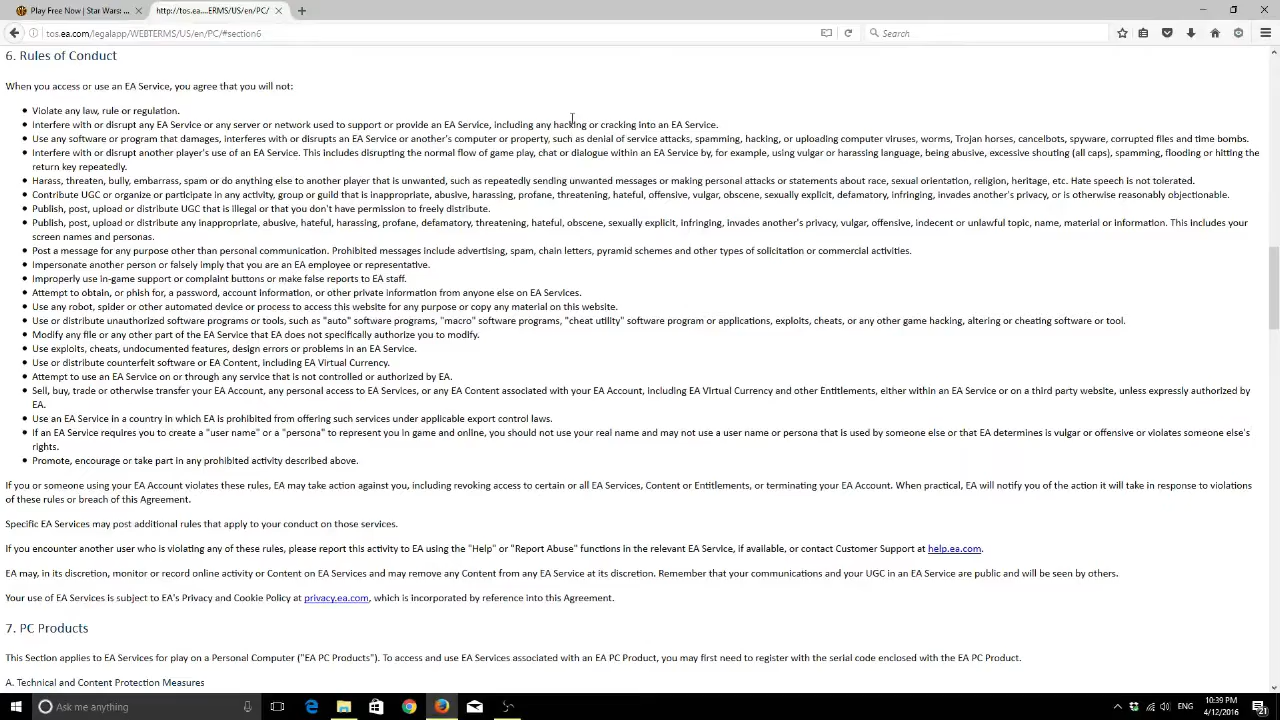 Play Free Now | Star Wars: ...
http://tos.ea....ERMS/US/en/PC/
tos.ea.com/legalapp/WEBTERMS/US/en/PC/#section6
Search
6. Rules of Conduct
When you access or use an EA Service, you agree that you will not:
Violate any law, rule or regulation.
Interfere with or disrupt any EA Service or any server or network used to support or provide an EA Service, including any hacking or cracking into an EA Service.
Use any software or program that damages, interferes with or disrupts an EA Service or another's computer or property, such as denial of service attacks, spamming, hacking, or uploading computer viruses, worms, Trojan horses, cancelbots, spyware, corrupted files and time bombs.
Interfere with or disrupt another player's use of an EA Service. This includes disrupting the normal flow of game play, chat or dialogue within an EA Service by, for example, using vulgar or harassing language, being abusive, excessive shouting (all caps), spamming, flooding or hitting the
return key repeatedly.
Harass, threaten, bully, embarrass, spam or do anything else to another player that is unwanted, such as repeatedly sending unwanted messages or making personal attacks or statements about race, sexual orientation, religion, heritage, etc. Hate speech is not tolerated.
Contribute UGC or organize or participate in any activity, group or guild that is inappropriate, abusive, harassing, profane, threatening, hateful, offensive, vulgar, obscene, sexually explicit, defamatory, infringing, invades another's privacy, or is otherwise reasonably objectionable.
Publish, post, upload or distribute UGC that is illegal or that you don't have permission to freely distribute.
Publish, post, upload or distribute any inappropriate, abusive, hateful, harassing, profane, defamatory, threatening, hateful, obscene, sexually explicit, infringing, invades another's privacy, vulgar, offensive, indecent or unlawful topic, name, material or information. This includes your
screen names and personas.
Post a message for any purpose other than personal communication. Prohibited messages include advertising, spam, chain letters, pyramid schemes and other types of solicitation or commercial activities.
Impersonate another person or falsely imply that you are an EA employee or representative.
Improperly use in-game support or complaint buttons or make false reports to EA staff.
Attempt to obtain, or phish for, a password, account information, or other private information from anyone else on EA Services.
Use any robot, spider or other automated device or process to access this website for any purpose or copy any material on this website.
Use or distribute unauthorized software programs or tools, such as "auto" software programs, "macro" software programs, "cheat utility" software program or applications, exploits, cheats, or any other game hacking, altering or cheating software or tool.
Modify any file or any other part of the EA Service that EA does not specifically authorize you to modify.
Use exploits, cheats, undocumented features, design errors or problems in an EA Service.
Use or distribute counterfeit software or EA Content, including EA Virtual Currency.
Attempt to use an EA Service on or through any service that is not controlled or authorized by EA.
Sell, buy, trade or otherwise transfer your EA Account, any personal access to EA Services, or any EA Content associated with your EA Account, including EA Virtual Currency and other Entitlements, either within an EA Service or on a third party website, unless expressly authorized by
EA.
Use an EA Service in a country in which EA is prohibited from offering such services under applicable export control laws.
If an EA Service requires you to create a "user name" or a "persona" to represent you in game and online, you should not use your real name and may not use a user name or persona that is used by someone else or that EA determines is vulgar or offensive or violates someone else's
rights.
Promote, encourage or take part in any prohibited activity described above.
If you or someone using your EA Account violates these rules, EA may take action against you, including revoking access to certain or all EA Services, Content or Entitlements, or terminating your EA Account. When practical, EA will notify you of the action it will take in response to violations
of these rules or breach of this Agreement.
Specific EA Services may post additional rules that apply to your conduct on those services.
If you encounter another user who is violating any of these rules, please report this activity to EA using the "Help" or "Report Abuse" functions in the relevant EA Service, if available, or contact Customer Support at help.ea.com.
EA may, in its discretion, monitor or record online activity or Content on EA Services and may remove any Content from any EA Service at its discretion. Remember that your communications and your UGC in an EA Service are public and will be seen by others.
Your use of EA Services is subject to EA's Privacy and Cookie Policy at privacy.ea.com, which is incorporated by reference into this Agreement.
7. PC Products
This Section applies to EA Services for play on a Personal Computer ("EA PC Products"). To access and use EA Services associated with an EA PC Product, you may first need to register with the serial code enclosed with the EA PC Product.
A. Technical and Content Protection Measures
Ask me anything
ENG
10:39 PM
4/12/2016
21